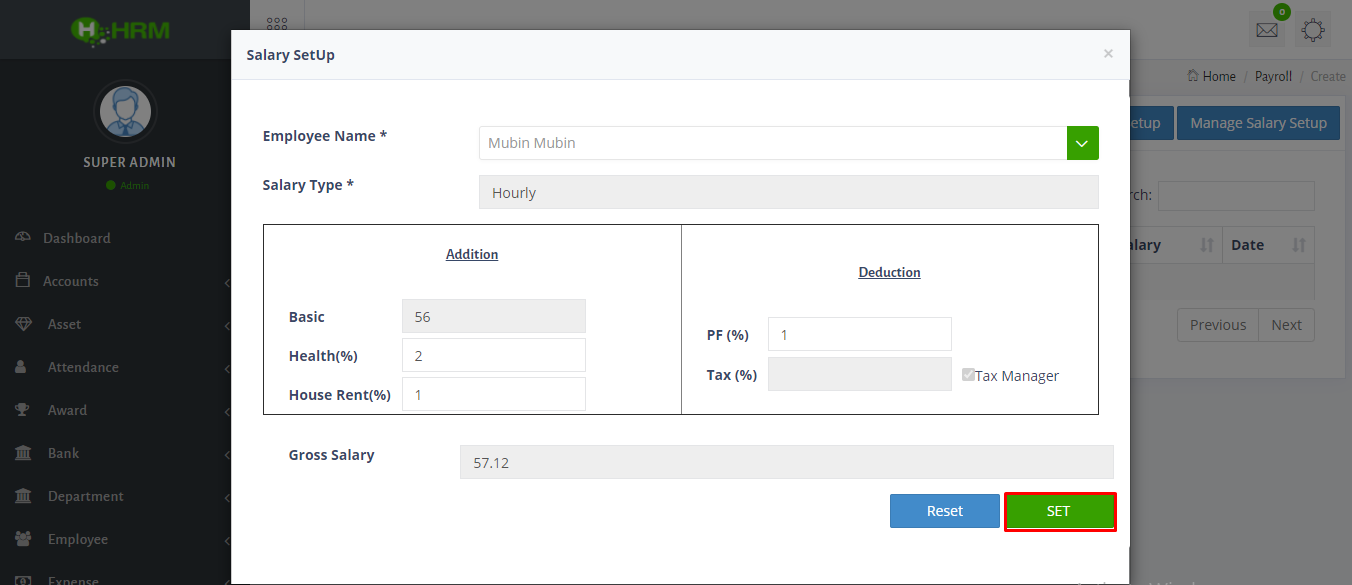 HRM
0
Salary SetUp
×
Home / Payroll / Create
SUPER ADMIN
Admin
Employee Name *
Mubin Mubin
etup
Manage Salary Setup
Salary Type *
Hourly
rch:
Dashboard
Accounts
Asset
Attendance
Award
Bank
Department
Employee
Expense
Addition
Basic
56
Health(%)
2
House Rent(%)
1
Deduction
PF (%)
1
Tax (%)
Tax Manager
alary
Date
Previous
Next
Gross Salary
57.12
Reset
SET